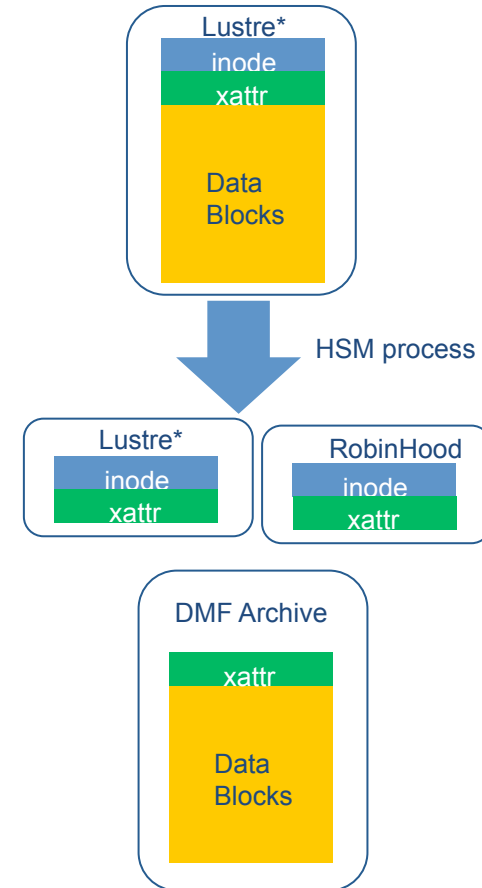 Lustre*
inode
xattr
Data
Blocks
HSM process
Lustre*
inode
xattr
RobinHood
inode
xattr
DMF Archive
xattr
Data
Blocks